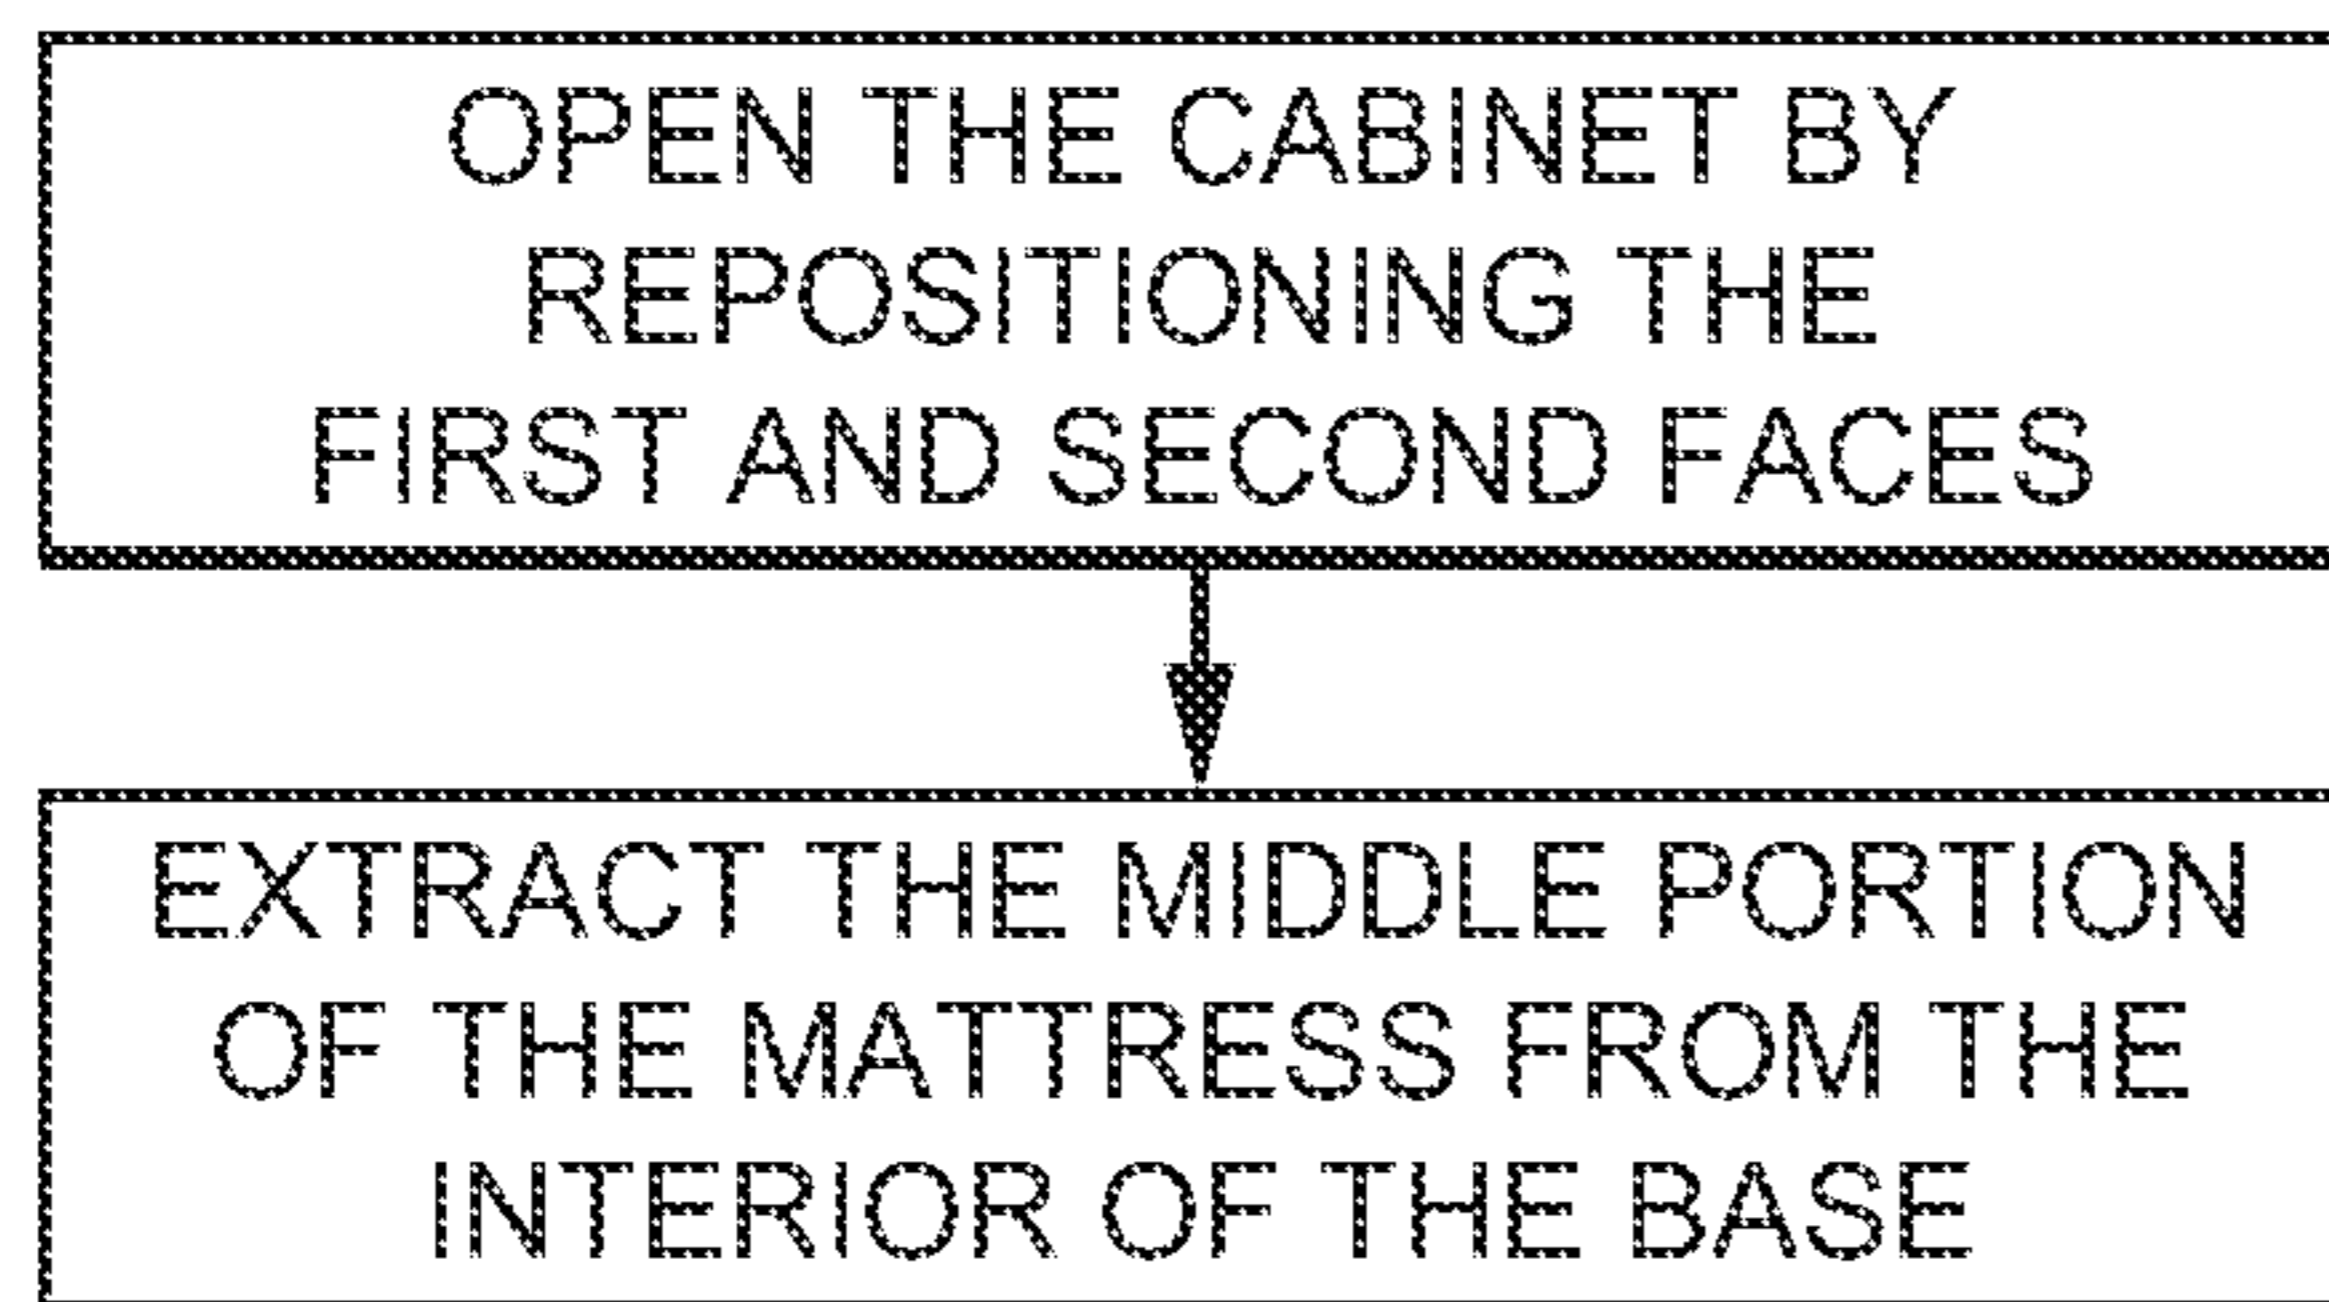 OPEN THE CABINET BY
REPOSITIONING THE
FIRST AND SECOND FACES
EXTRACT THE MIDDLE PORTION
OF THE MATTRESS FROM THE
INTERIOR OF THE BASE